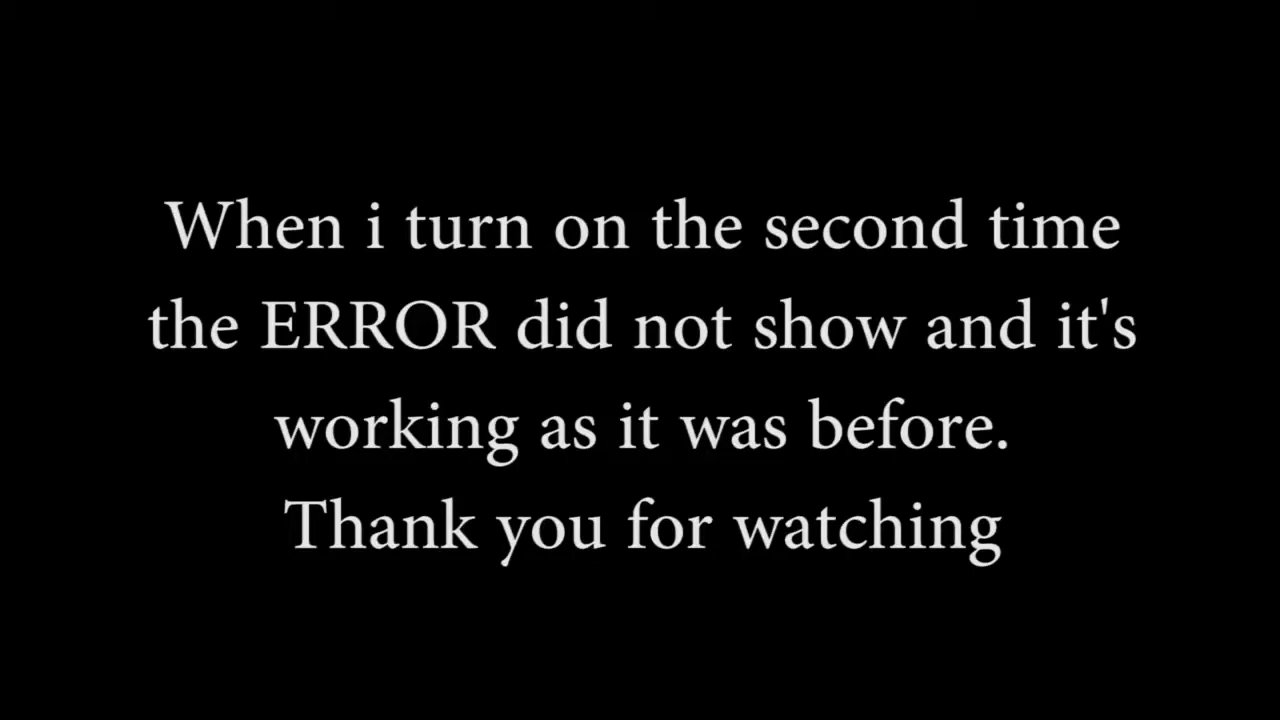 When i turn on the second time
the ERROR did not show and it's
working as it was before.
Thank you for watching